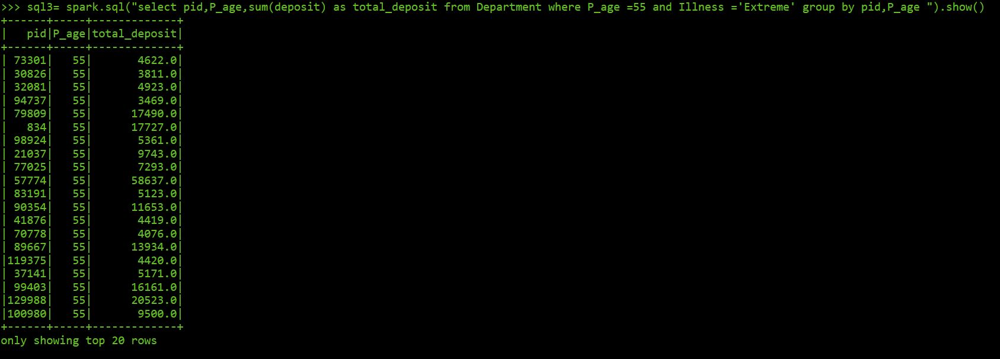 >>> sql3= spark.sql("select pid,P_age,sum(deposit) as total_deposit from Department where P_age =55 and Illness ='Extreme' group by pid,P_age ").show()
+------+-----+-------------+
|   pid|P_age|total_deposit|
+------+-----+-------------+
| 73301|   55|       4622.0|
| 30826|   55|       3811.0|
| 32081|   55|       4923.0|
| 94737|   55|       3469.0|
| 79809|   55|      17490.0|
|   834|   55|      17727.0|
| 98924|   55|       5361.0|
| 21037|   55|       9743.0|
| 77025|   55|       7293.0|
| 57774|   55|      58637.0|
| 83191|   55|       5123.0|
| 90354|   55|      11653.0|
| 41876|   55|       4419.0|
| 70778|   55|       4076.0|
| 89667|   55|      13934.0|
|119375|   55|       4420.0|
| 37141|   55|       5171.0|
| 99403|   55|      16161.0|
|129988|   55|      20523.0|
|100980|   55|       9500.0|
+------+-----+-------------+
only showing top 20 rows